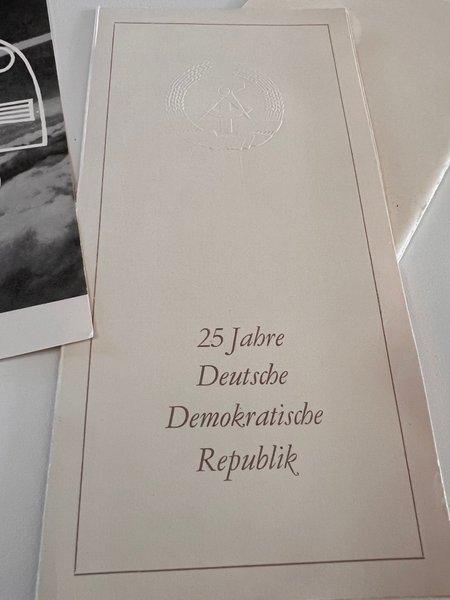 25 Jahre
Deutsche
Demokratische
Republik